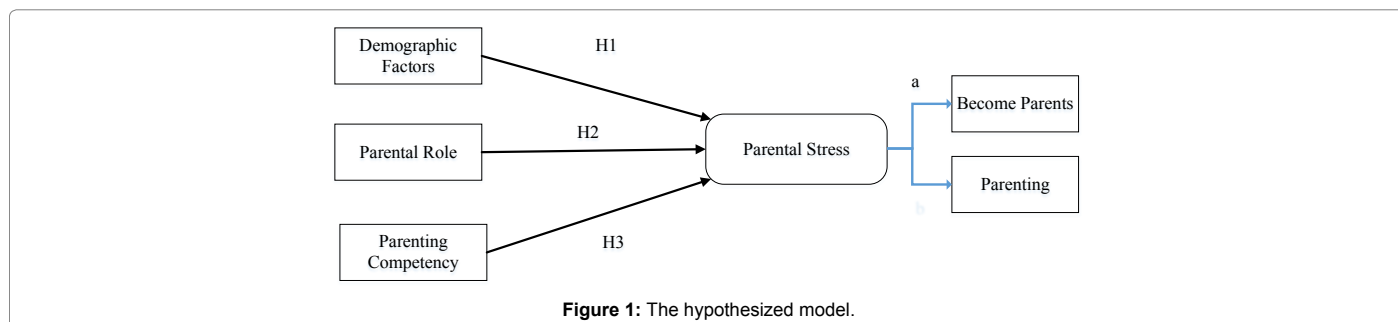 Demographic
Factors
H1
Parental Role
H2
Parenting
Competency
H3
Parental Stress
a
Become Parents
Parenting
b
Figure 1: The hypothesized model.